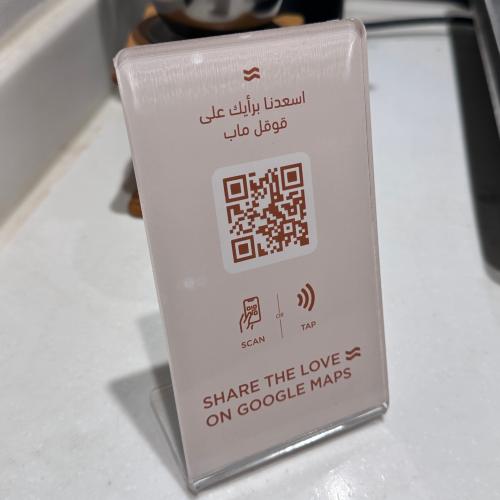 اسعدنا برأيك على
قوقل ماب
SCAN
OR
TAP
SHARE THE LOVE
ON GOOGLE MAPS